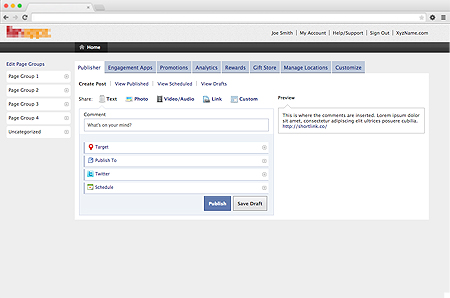 Joe Smith | My Account | Help/Support | Sign Out | XyzName.com
Home
Edit Page Groups
Page Group 1
Page Group 2
Page Group 3
Page Group 4
Uncategorized
Publisher Engagement Apps Promotions Analytics Rewards Gift Store Manage Locations Customize
Create Post | View Published | View Scheduled | View Drafts
Share: Text Photo Video/Audio Link Custom
Comment
What's on your mind?
Target
Publish To
Twitter
Schedule
Publish Save Draft
Preview
This is where the comments are inserted. Lorem ipsum dolor
sit amet, consectetur adipiscing elit ultrices posuere cubilia.
http://shortlink.co/